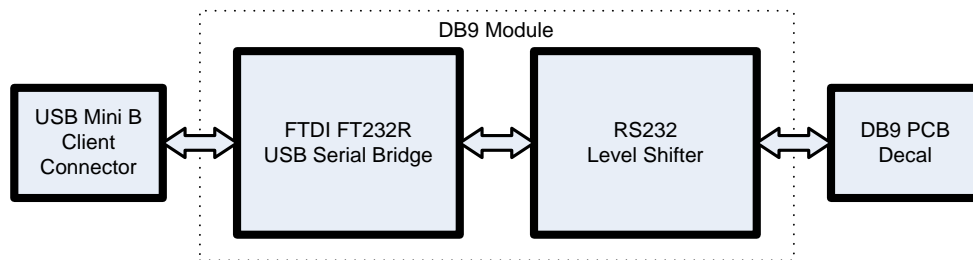 DB9 Module
USB Mini B
Client
Connector
FTDI FT232R
USB Serial Bridge
RS232
Level Shifter
DB9 PCB
Decal